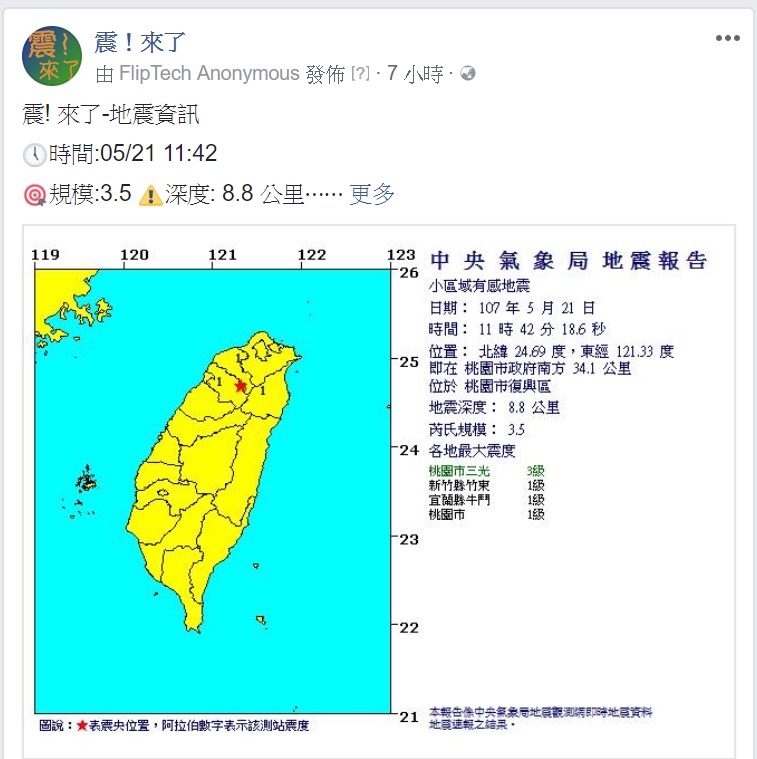 震！來了
震！來了
由 FlipTech Anonymous 發佈 [?] · 7 小時 ·
震! 來了-地震資訊
時間:05/21 11:42
規模:3.5 深度: 8.8 公里⋯⋯ 更多
119 120 121 122 123
26
25
24
23
22
21
1
1
1
圖說：★表震央位置，阿拉伯數字表示該測站震度
中央氣象局地震報告
小區域有感地震
日期： 107 年 5 月 21 日
時間： 11 時 42 分 18.6 秒
位置： 北緯 24.69 度，東經 121.33 度
即在 桃園市政府南方 34.1 公里
位於 桃園市復興區
地震深度： 8.8 公里
芮氏規模： 3.5
各地最大震度
桃園市三光 3級
新竹縣竹東 1級
宜蘭縣牛鬥 1級
桃園市 1級
本報告係中央氣象局地震觀測網即時地震資料
地震速報之結果。